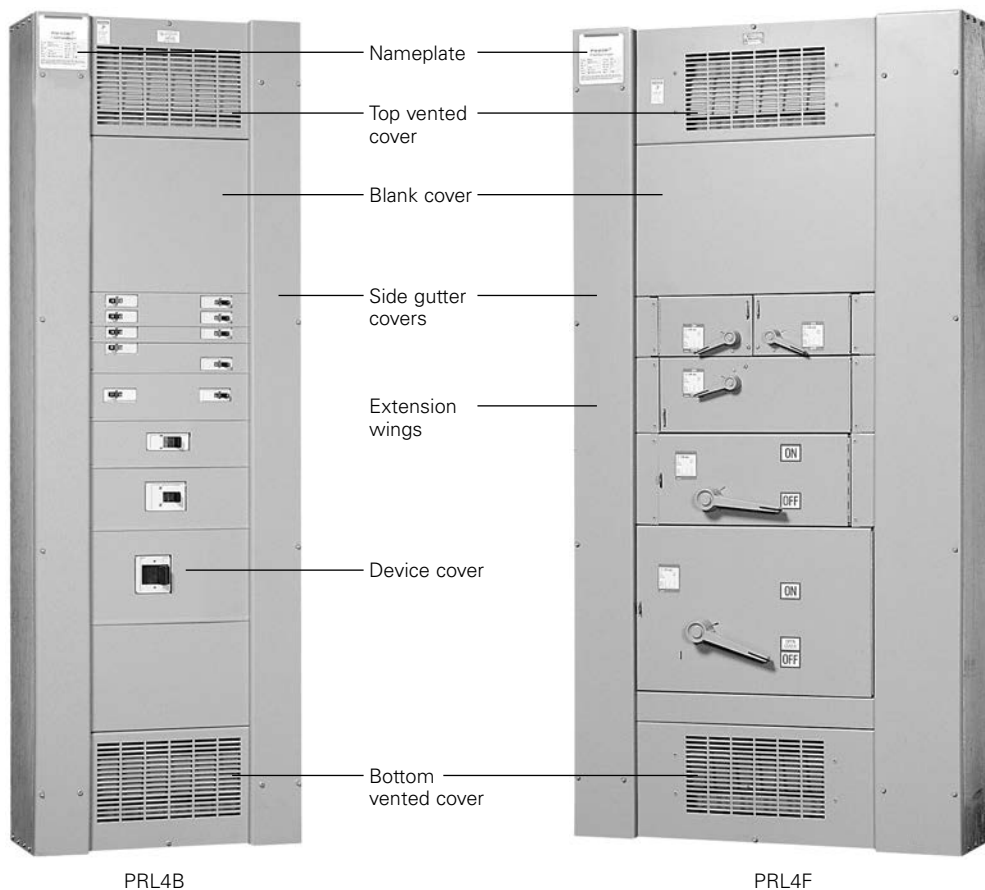 Nameplate
Top vented
cover
Blank cover
Side gutter
covers
Extension
wings
Device cover
Bottom
vented cover
ON
OFF
ON
OFF
PRL4B
PRL4F